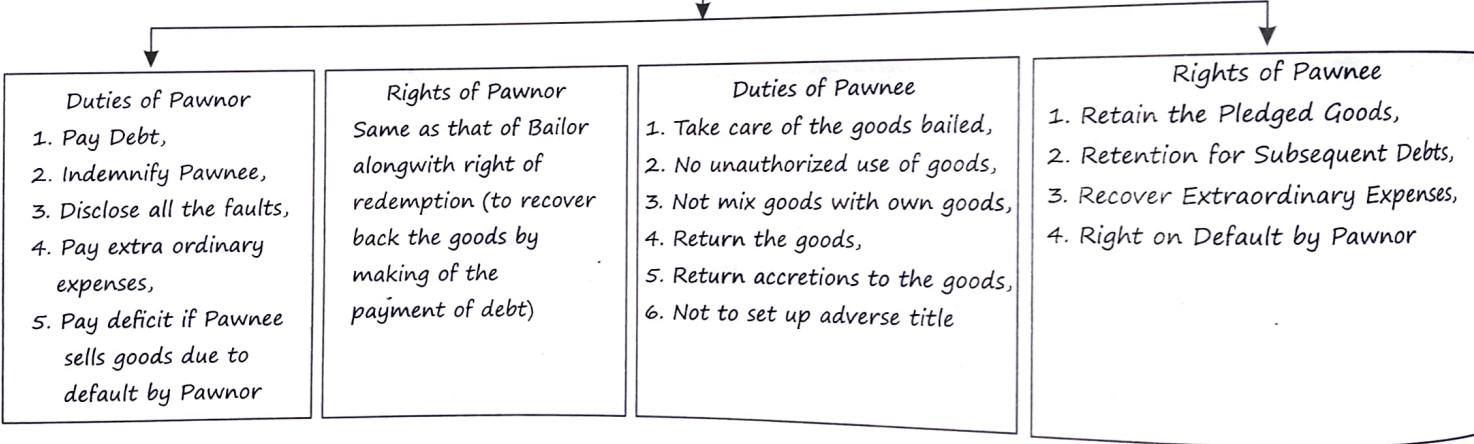 Duties of Pawnor
1. Pay Debt,
2. Indemnify Pawnee,
3. Disclose all the faults,
4. Pay extra ordinary
expenses,
5. Pay deficit if Pawnee
sells goods due to
default by Pawnor
Rights of Pawnor
Same as that of Bailor
alongwith right of
redemption (to recover
back the goods by
making of the
payment of debt)
Duties of Pawnee
1. Take care of the goods bailed,
2. No unauthorized use of goods,
3. Not mix goods with own goods,
4. Return the goods,
5. Return accretions to the goods,
6. Not to set up adverse title
Rights of Pawnee
1. Retain the Pledged Goods,
2. Retention for Subsequent Debts,
3. Recover Extraordinary Expenses,
4. Right on Default by Pawnor